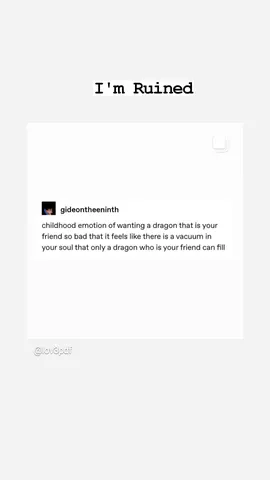 I'm Ruined
gideontheeninth
childhood emotion of wanting a dragon that is your
friend so bad that it feels like there is a vacuum in
your soul that only a dragon who is your friend can fill
@lov3pdf